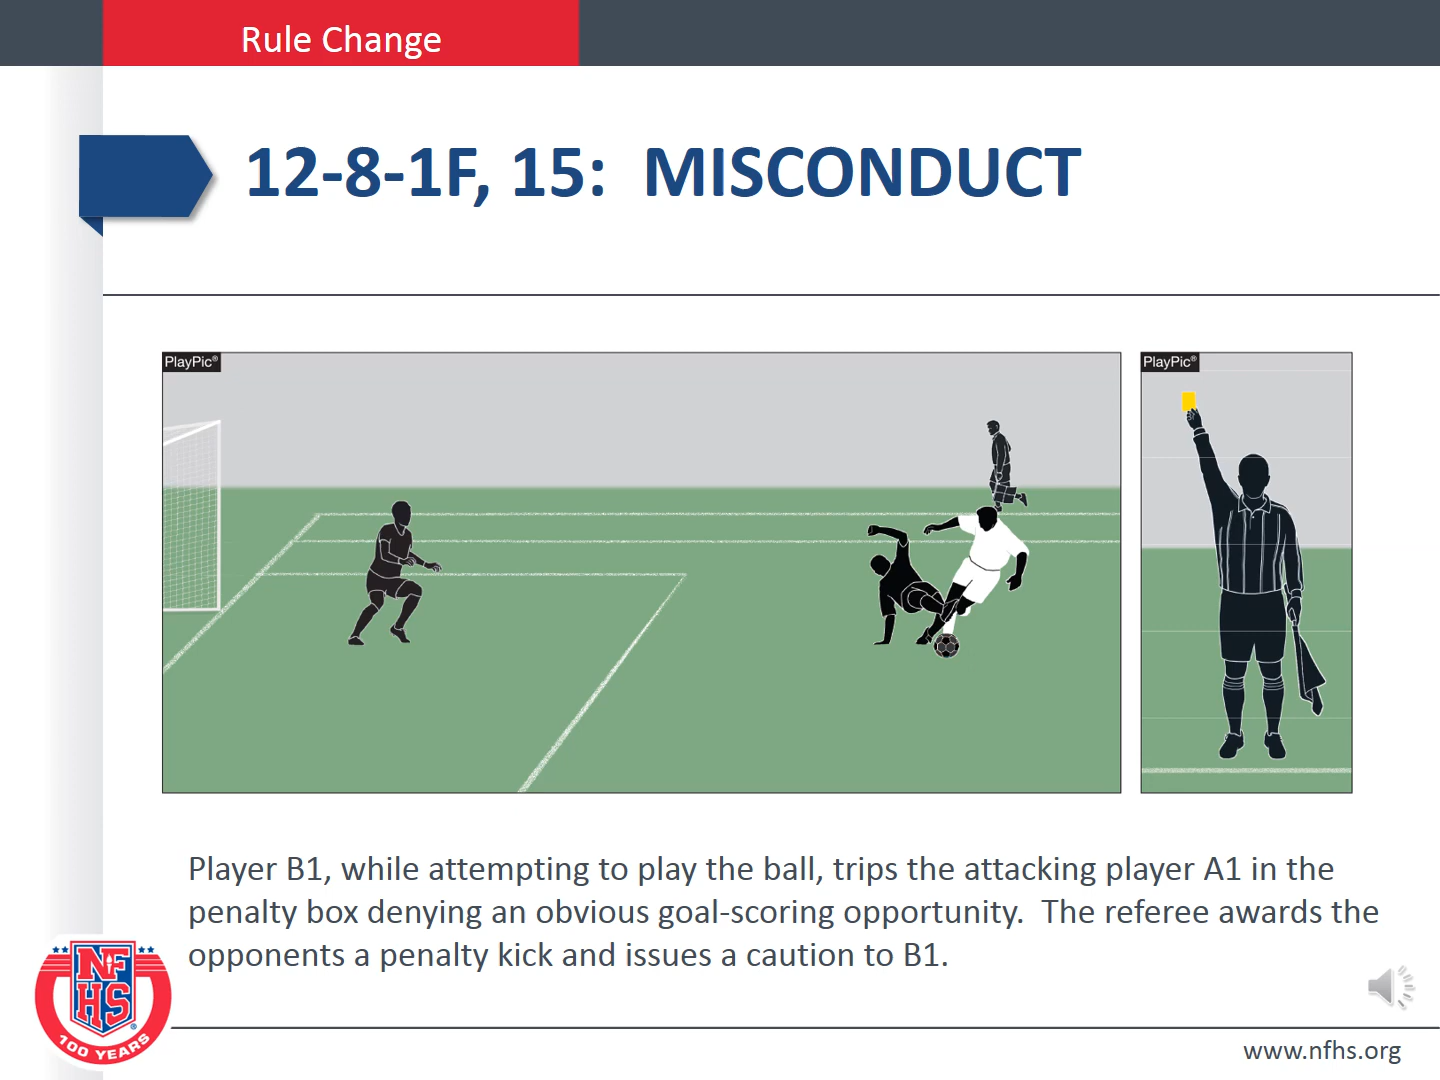 Rule Change
12-8-1F, 15:  MISCONDUCT
PlayPic®
PlayPic®
Player B1, while attempting to play the ball, trips the attacking player A1 in the
penalty box denying an obvious goal-scoring opportunity.  The referee awards the
opponents a penalty kick and issues a caution to B1.
NF
HS®
100 YEARS
www.nfhs.org